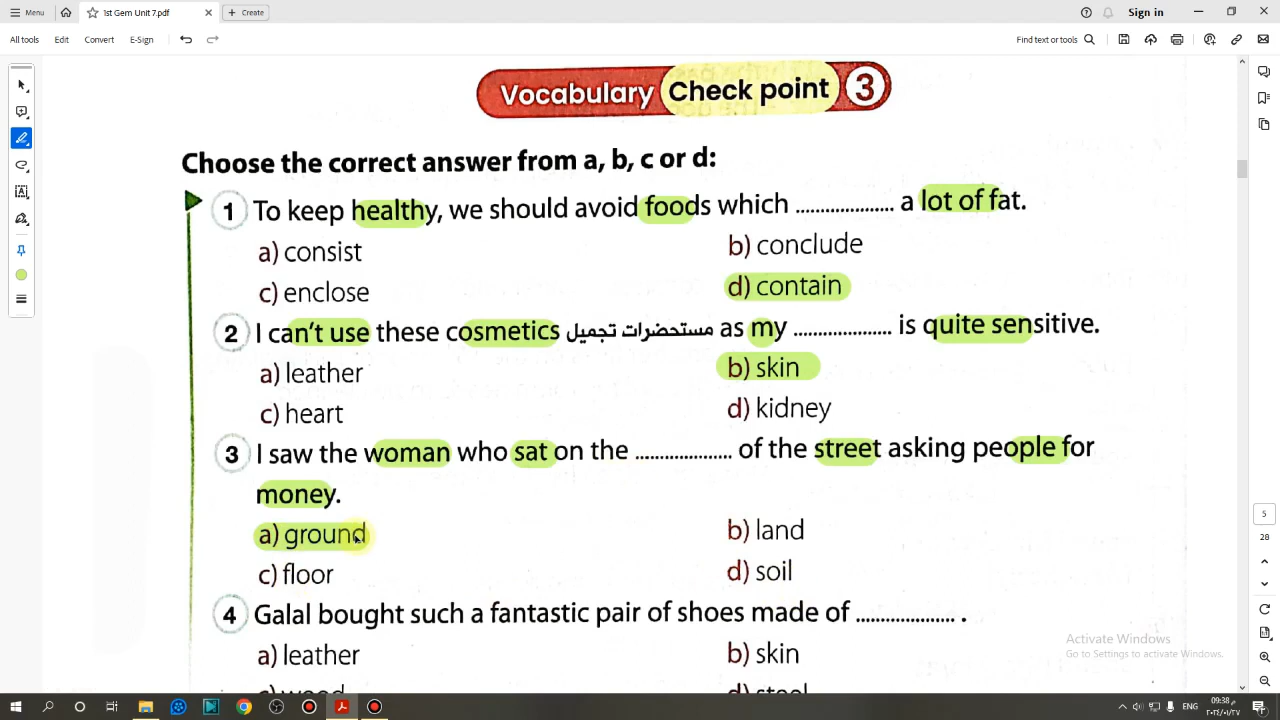 Menu
1st Gem Unit 7.pdf
Create
Sign in
All tools
Edit
Convert
E-Sign
Find text or tools
Vocabulary Check point 3
Choose the correct answer from a, b, c or d:
1 To keep healthy, we should avoid foods which .................... a lot of fat.
a) consist
b) conclude
c) enclose
d) contain
2 I can't use these cosmetics مستحضرات تجميل as my .................... is quite sensitive.
a) leather
b) skin
c) heart
d) kidney
3 I saw the woman who sat on the .................... of the street asking people for
money.
a) ground
b) land
c) floor
d) soil
4 Galal bought such a fantastic pair of shoes made of .................... .
a) leather
b) skin
c) wood
d) steel
5
28
Activate Windows
Go to Settings to activate Windows.
ENG
09:38 م